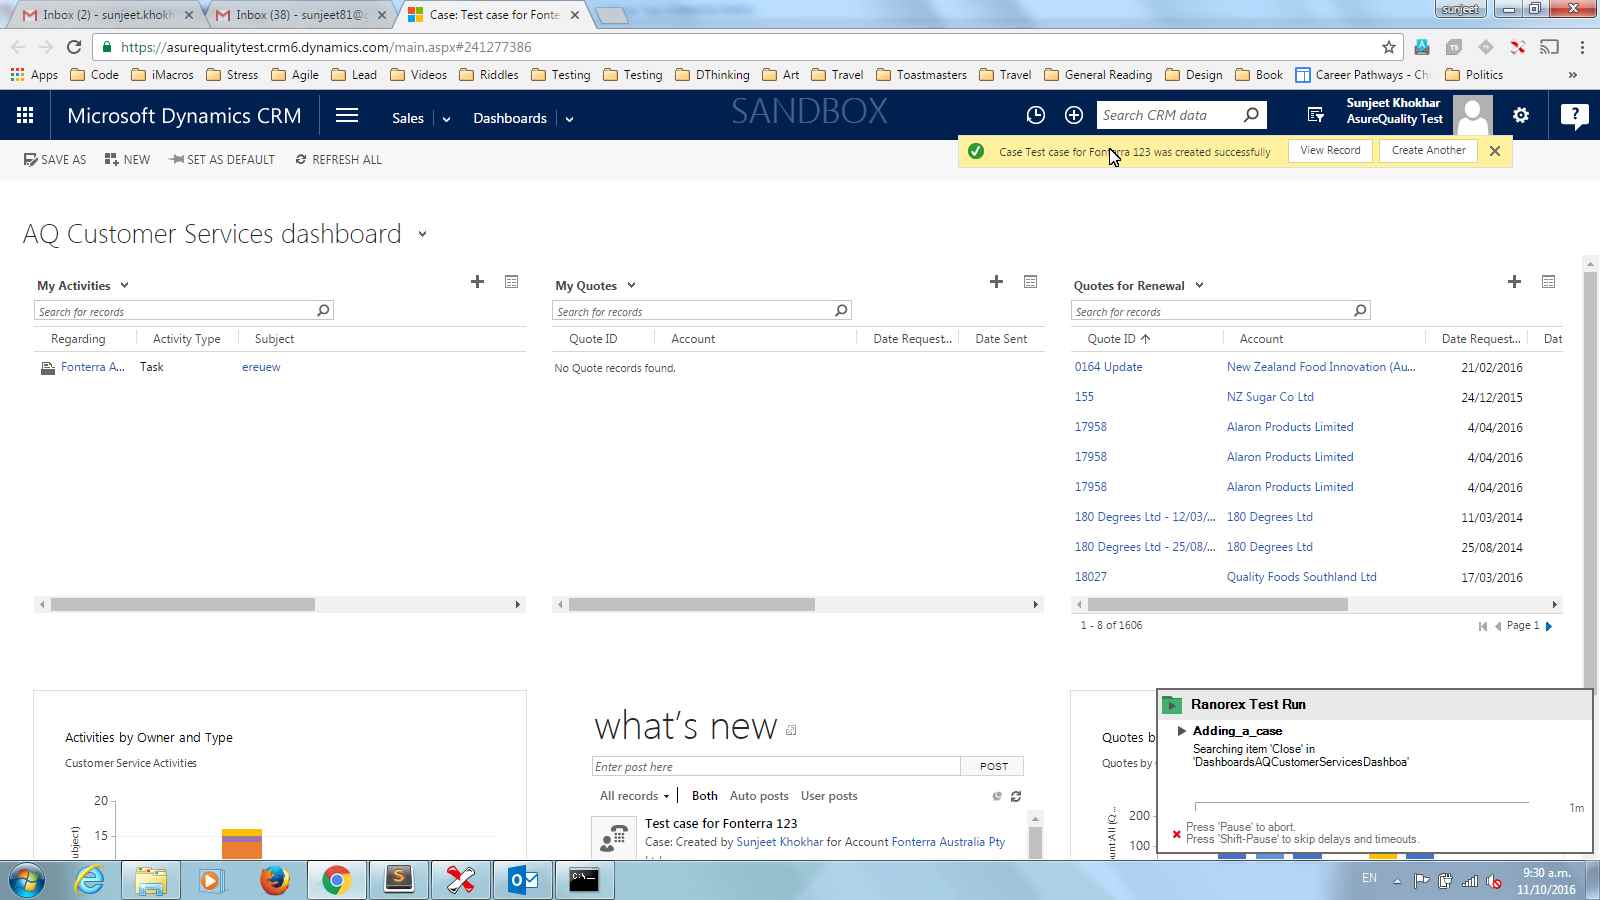 Inbox (2) - sunjeet.khokh
Inbox (38) - sunjeet81@
Case: Test case for Fonte
sunjeet
https://asurequalitytest.crm6.dynamics.com/main.aspx#241277386
Apps Code iMacros Stress Agile Lead Videos Riddles Testing Testing DThinking Art Travel Toastmasters Travel General Reading Design Book Career Pathways - Ch Politics »
Microsoft Dynamics CRM
Sales
Dashboards
SANDBOX
Search CRM data
Sunjeet Khokhar
AsureQuality Test
SAVE AS
NEW
SET AS DEFAULT
REFRESH ALL
Case Test case for Fonterra 123 was created successfully
View Record
Create Another
AQ Customer Services dashboard
My Activities
Search for records
Regarding Activity Type Subject
Fonterra A... Task ereuew
My Quotes
Search for records
Quote ID Account Date Request... Date Sent
No Quote records found.
Quotes for Renewal
Search for records
Quote ID Account Date Request... Dat
0164 Update New Zealand Food Innovation (Au... 21/02/2016
155 NZ Sugar Co Ltd 24/12/2015
17958 Alaron Products Limited 4/04/2016
17958 Alaron Products Limited 4/04/2016
17958 Alaron Products Limited 4/04/2016
180 Degrees Ltd - 12/03/... 180 Degrees Ltd 11/03/2014
180 Degrees Ltd - 25/08/... 180 Degrees Ltd 25/08/2014
18027 Quality Foods Southland Ltd 17/03/2016
1 - 8 of 1606
Page 1
Activities by Owner and Type
Customer Service Activities
20
15
ubject)
what's new
Enter post here
POST
All records
Both
Auto posts
User posts
Test case for Fonterra 123
Case: Created by Sunjeet Khokhar for Account Fonterra Australia Pty
Quotes b
Quotes by
200
100
Ranorex Test Run
Adding_a_case
Searching item 'Close' in
'DashboardsAQCustomerServicesDashboa'
1m
Press 'Pause' to abort.
Press 'Shift-Pause' to skip delays and timeouts.
EN
9:30 a.m.
11/10/2016